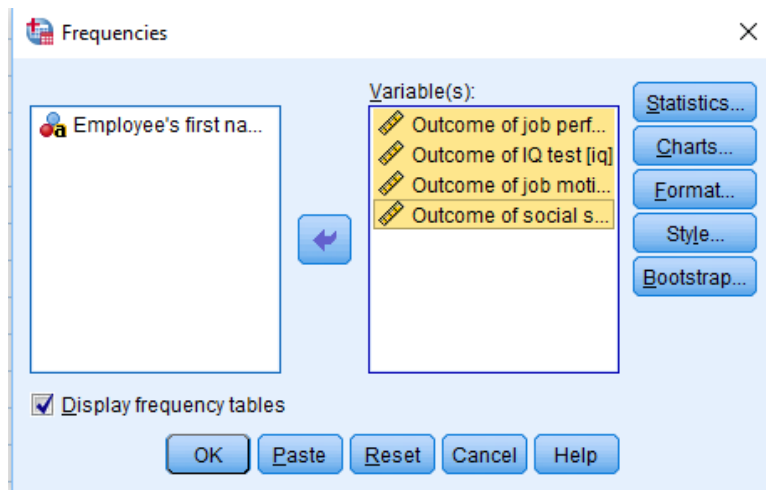 Frequencies
Variable(s):
Employee's first na...
Outcome of job perf...
Outcome of IQ test [iq]
Outcome of job moti...
Outcome of social s...
Statistics...
Charts...
Format...
Style...
Bootstrap...
Display frequency tables
OK Paste Reset Cancel Help